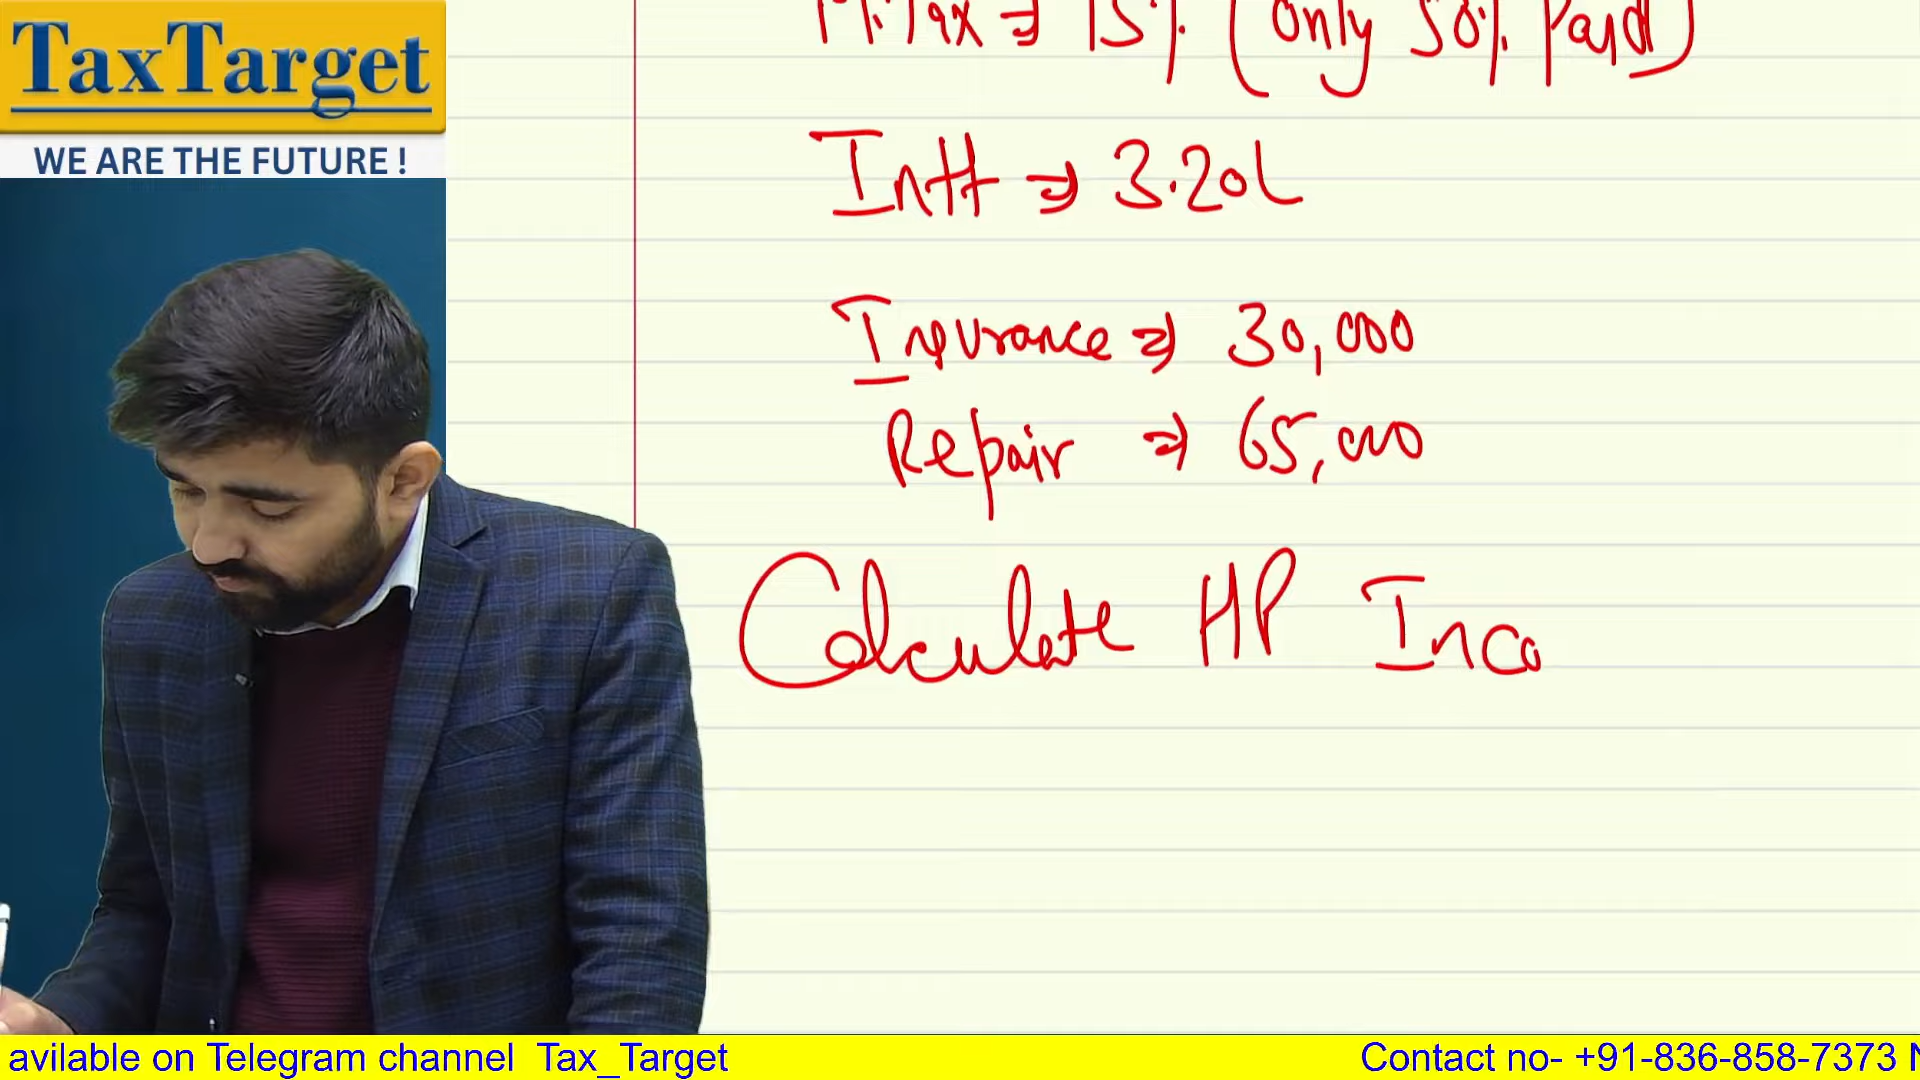 TaxTarget
WE ARE THE FUTURE !
M.Tax ⇒ 15% (only 50% Paid)
Intt ⇒ 3.20L
Insurance ⇒ 30,000
Repair ⇒ 65,000
Calculate HP Inco
avilable on Telegram channel Tax_Target
Contact no- +91-836-858-7373 N